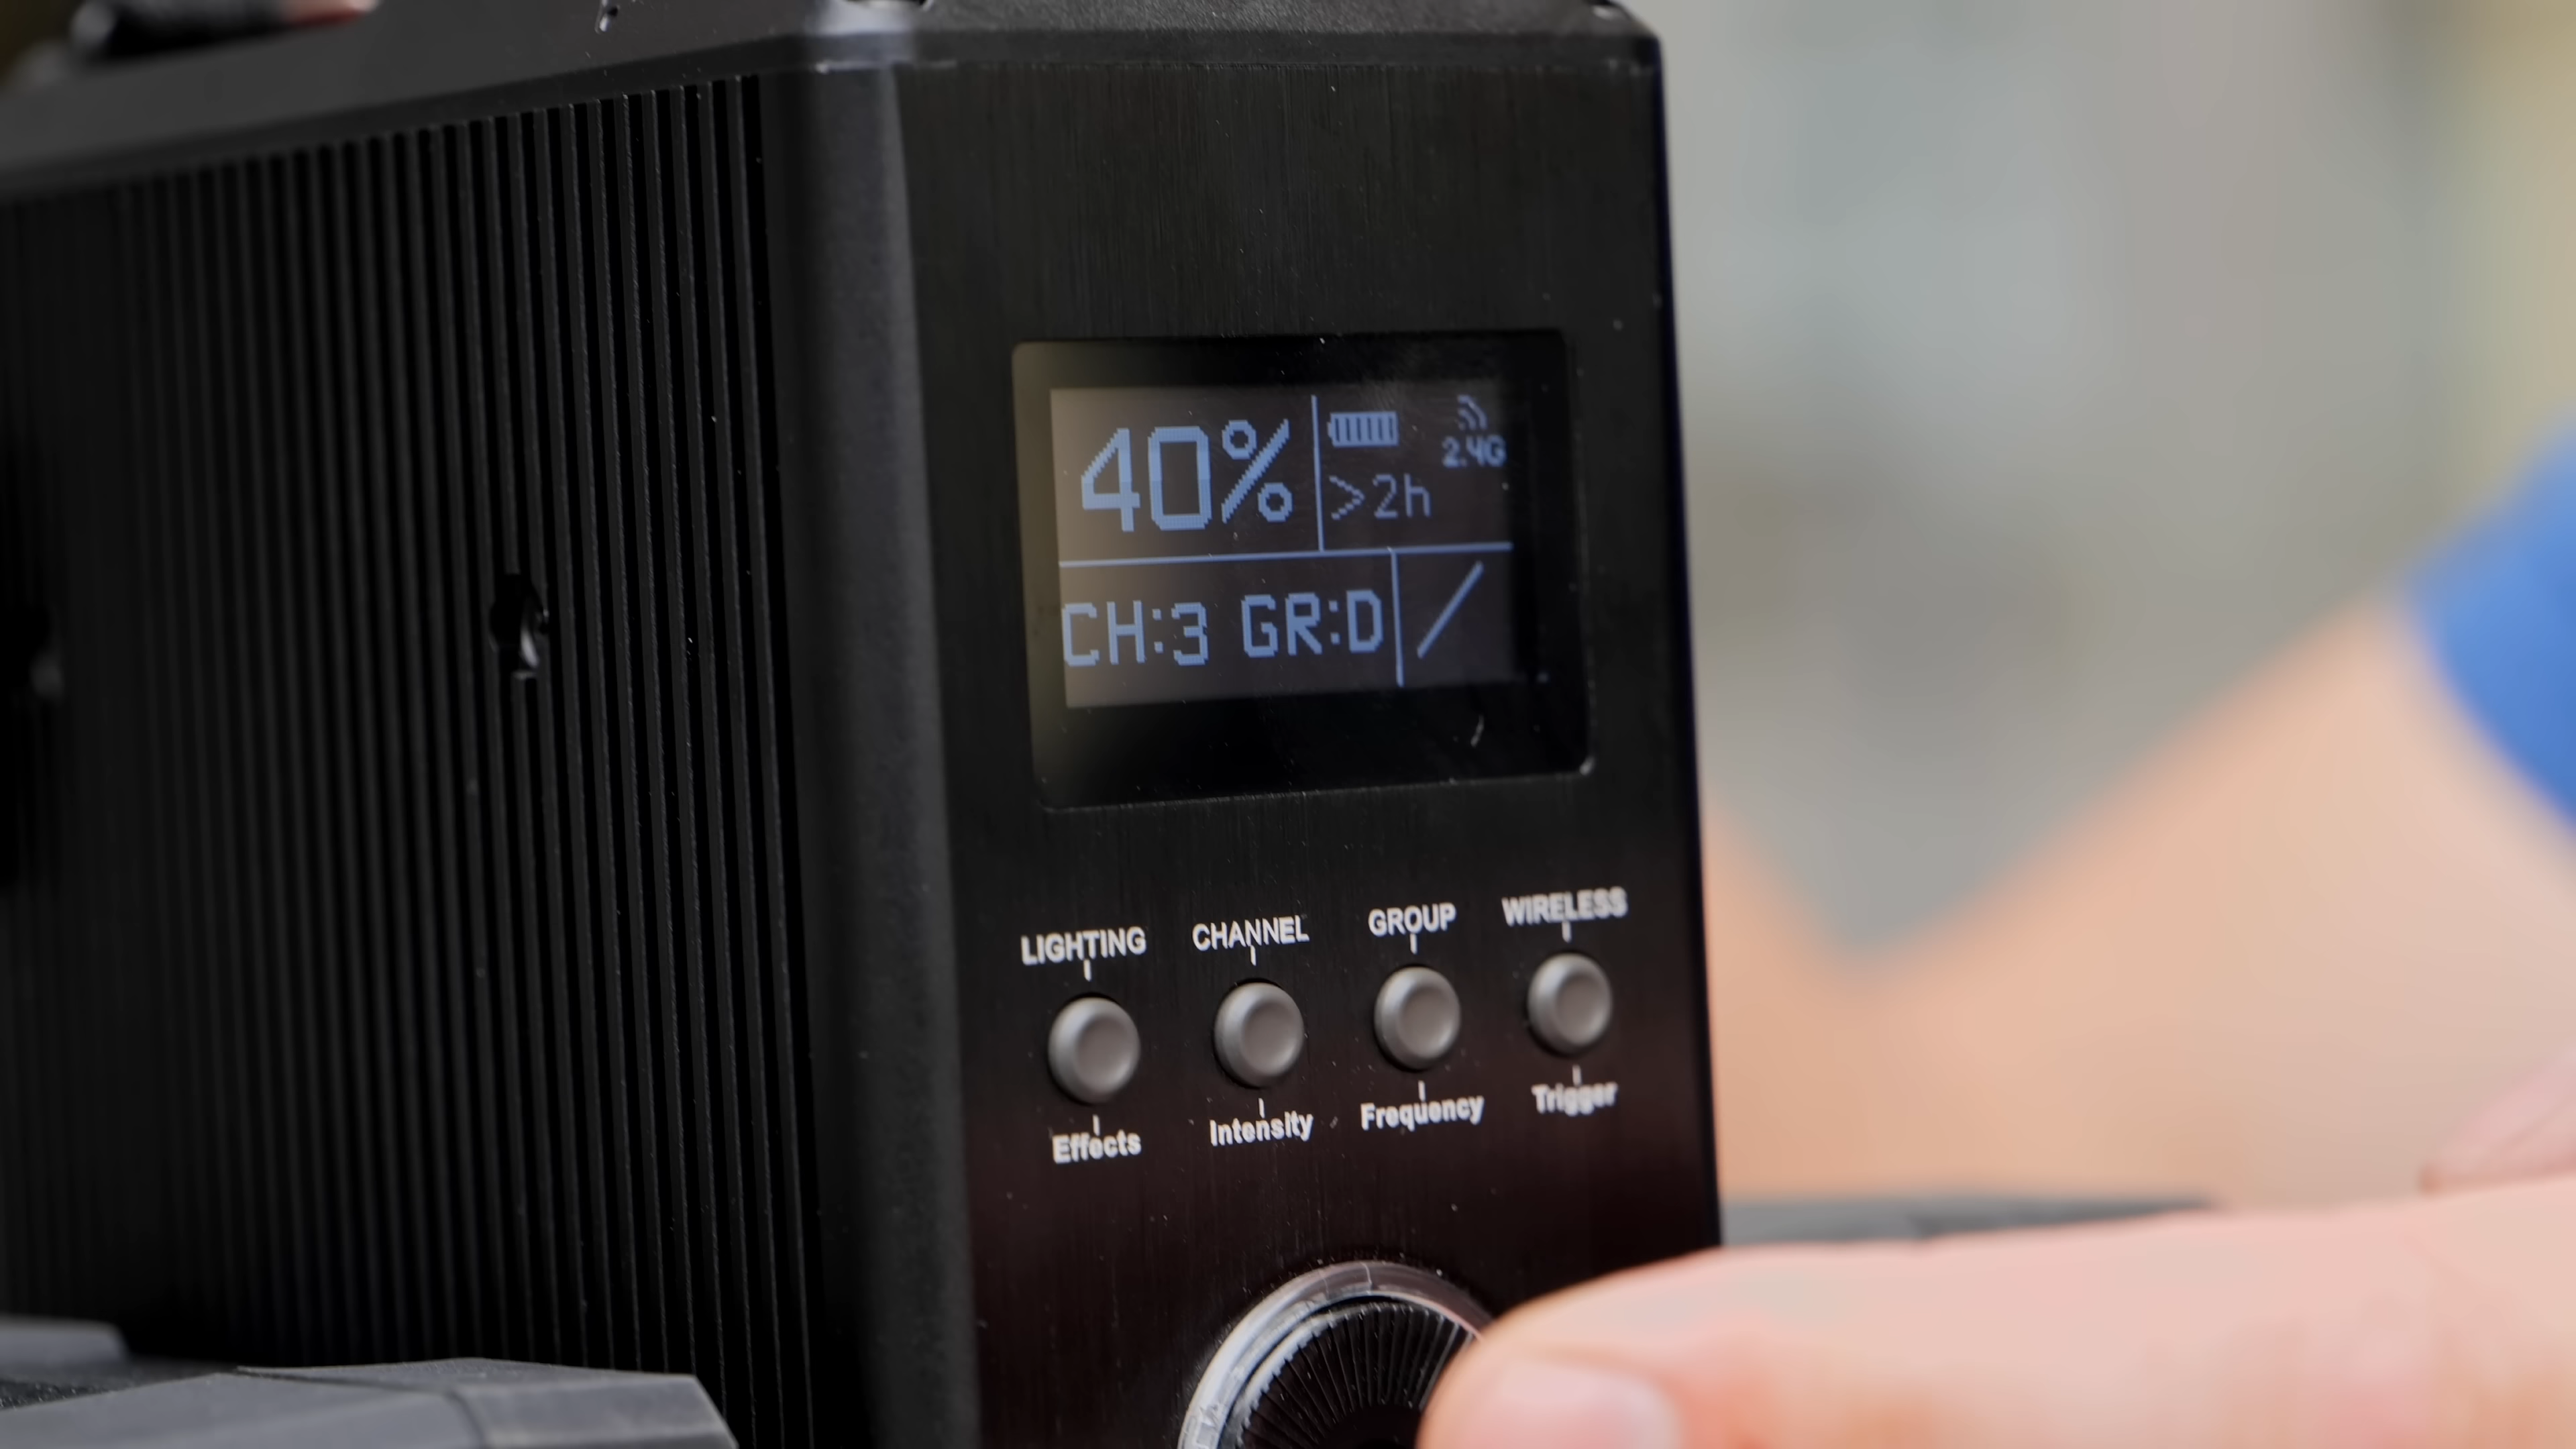 40%
2.4G
>2h
CH:3 GR:D /
LIGHTING CHANNEL GROUP WIRELESS
Effects Intensity Frequency Trigger